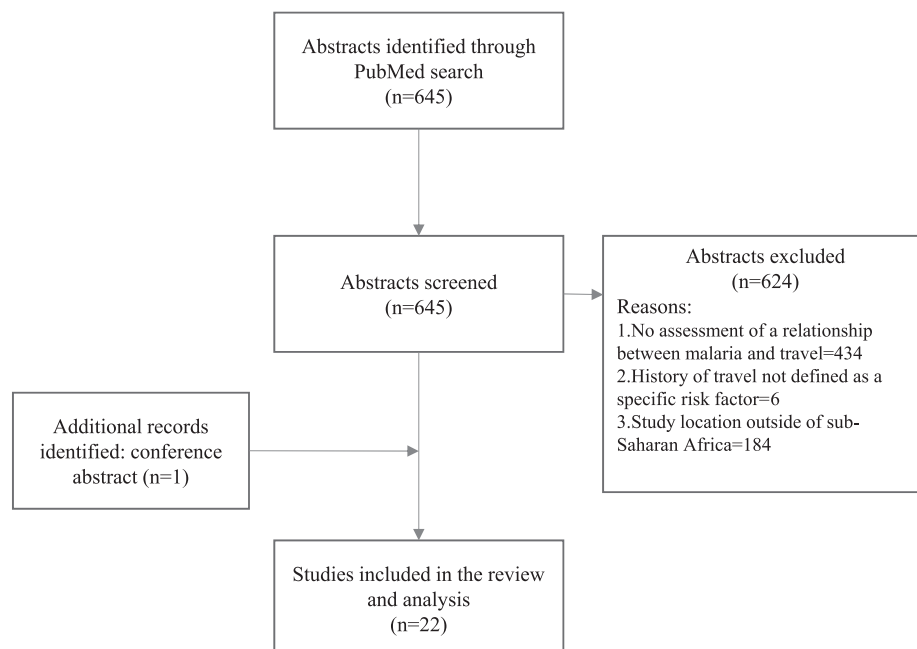 Abstracts identified through
PubMed search
(n=645)
Abstracts screened
(n=645)
Abstracts excluded
(n=624)
Reasons:
1.No assessment of a relationship
between malaria and travel=434
2.History of travel not defined as a
specific risk factor=6
3.Study location outside of sub-
Saharan Africa=184
Additional records
identified: conference
abstract (n=1)
Studies included in the review
and analysis
(n=22)